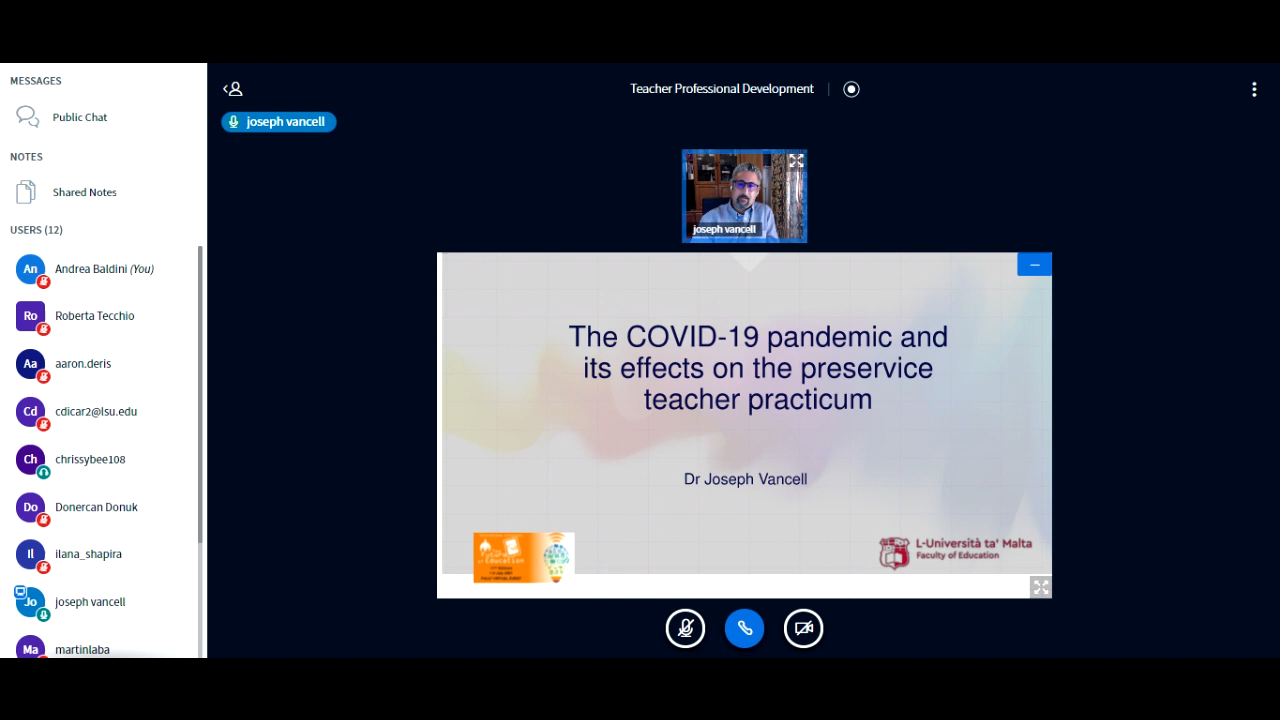 MESSAGES
Public Chat
NOTES
Shared Notes
USERS (12)
An Andrea Baldini (You)
Ro Roberta Tecchio
Aa aaron.deris
Cd cdicar2@lsu.edu
Ch chrissybee108
Do Donercan Donuk
Il ilana_shapira
Jo joseph vancell
Ma martinlaba
Teacher Professional Development
joseph vancell
joseph vancell
The COVID-19 pandemic and
its effects on the preservice
teacher practicum
Dr Joseph Vancell
Future
of Education
L-Università ta' Malta
Faculty of Education